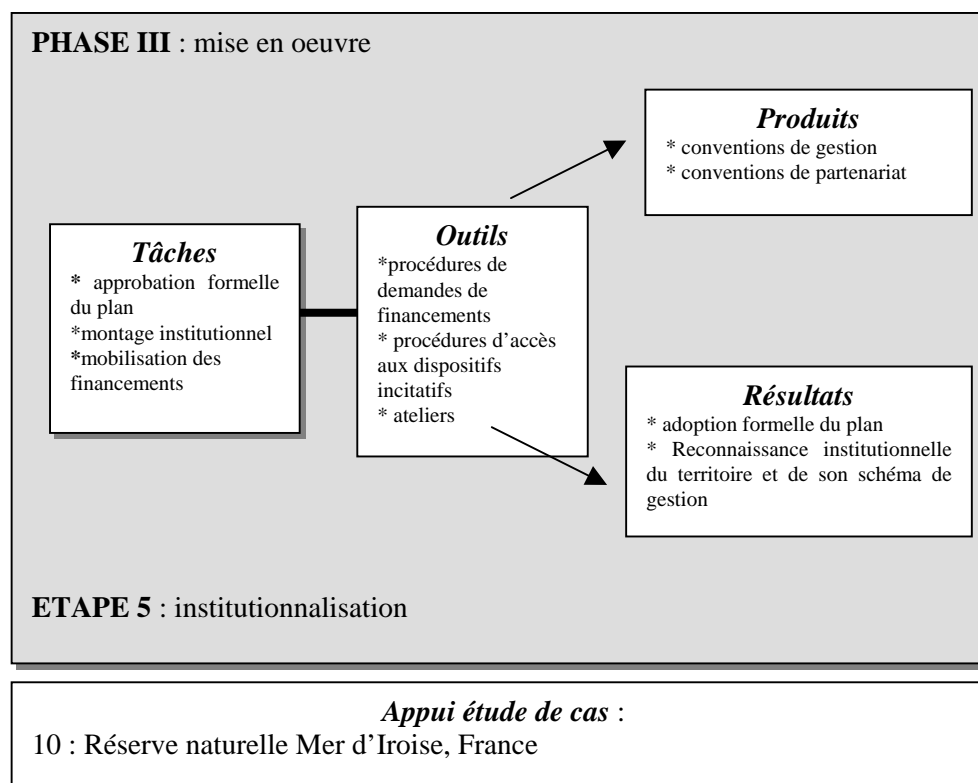 PHASE III : mise en oeuvre
Produits
* conventions de gestion
* conventions de partenariat
Tâches
* approbation formelle
du plan
*montage institutionnel
*mobilisation des
financements
Outils
*procédures de
demandes de
financements
* procédures d’accès
aux dispositifs
incitatifs
* ateliers
Résultats
* adoption formelle du plan
* Reconnaissance institutionnelle
du territoire et de son schéma de
gestion
ETAPE 5 : institutionnalisation
Appui étude de cas :
10 : Réserve naturelle Mer d’Iroise, France